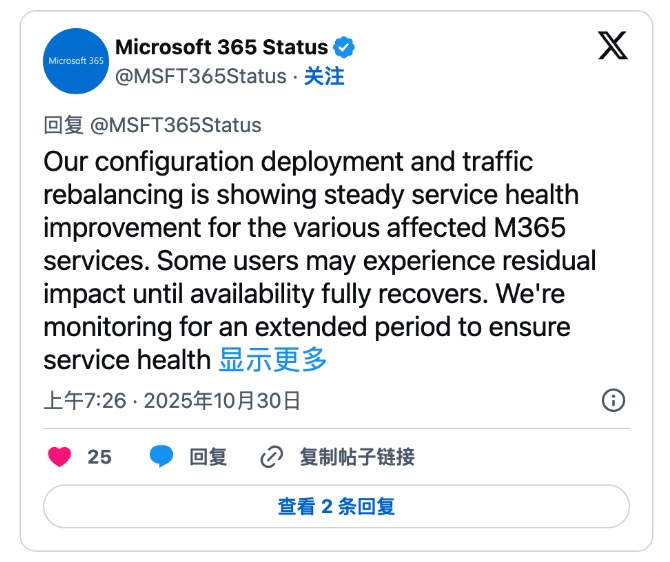 Microsoft 365
Microsoft 365 Status
@MSFT365Status · 关注
回复 @MSFT365Status
Our configuration deployment and traffic
rebalancing is showing steady service health
improvement for the various affected M365
services. Some users may experience residual
impact until availability fully recovers. We're
monitoring for an extended period to ensure
service health 显示更多
上午7:26 · 2025年10月30日
25 回复 复制帖子链接
查看 2 条回复